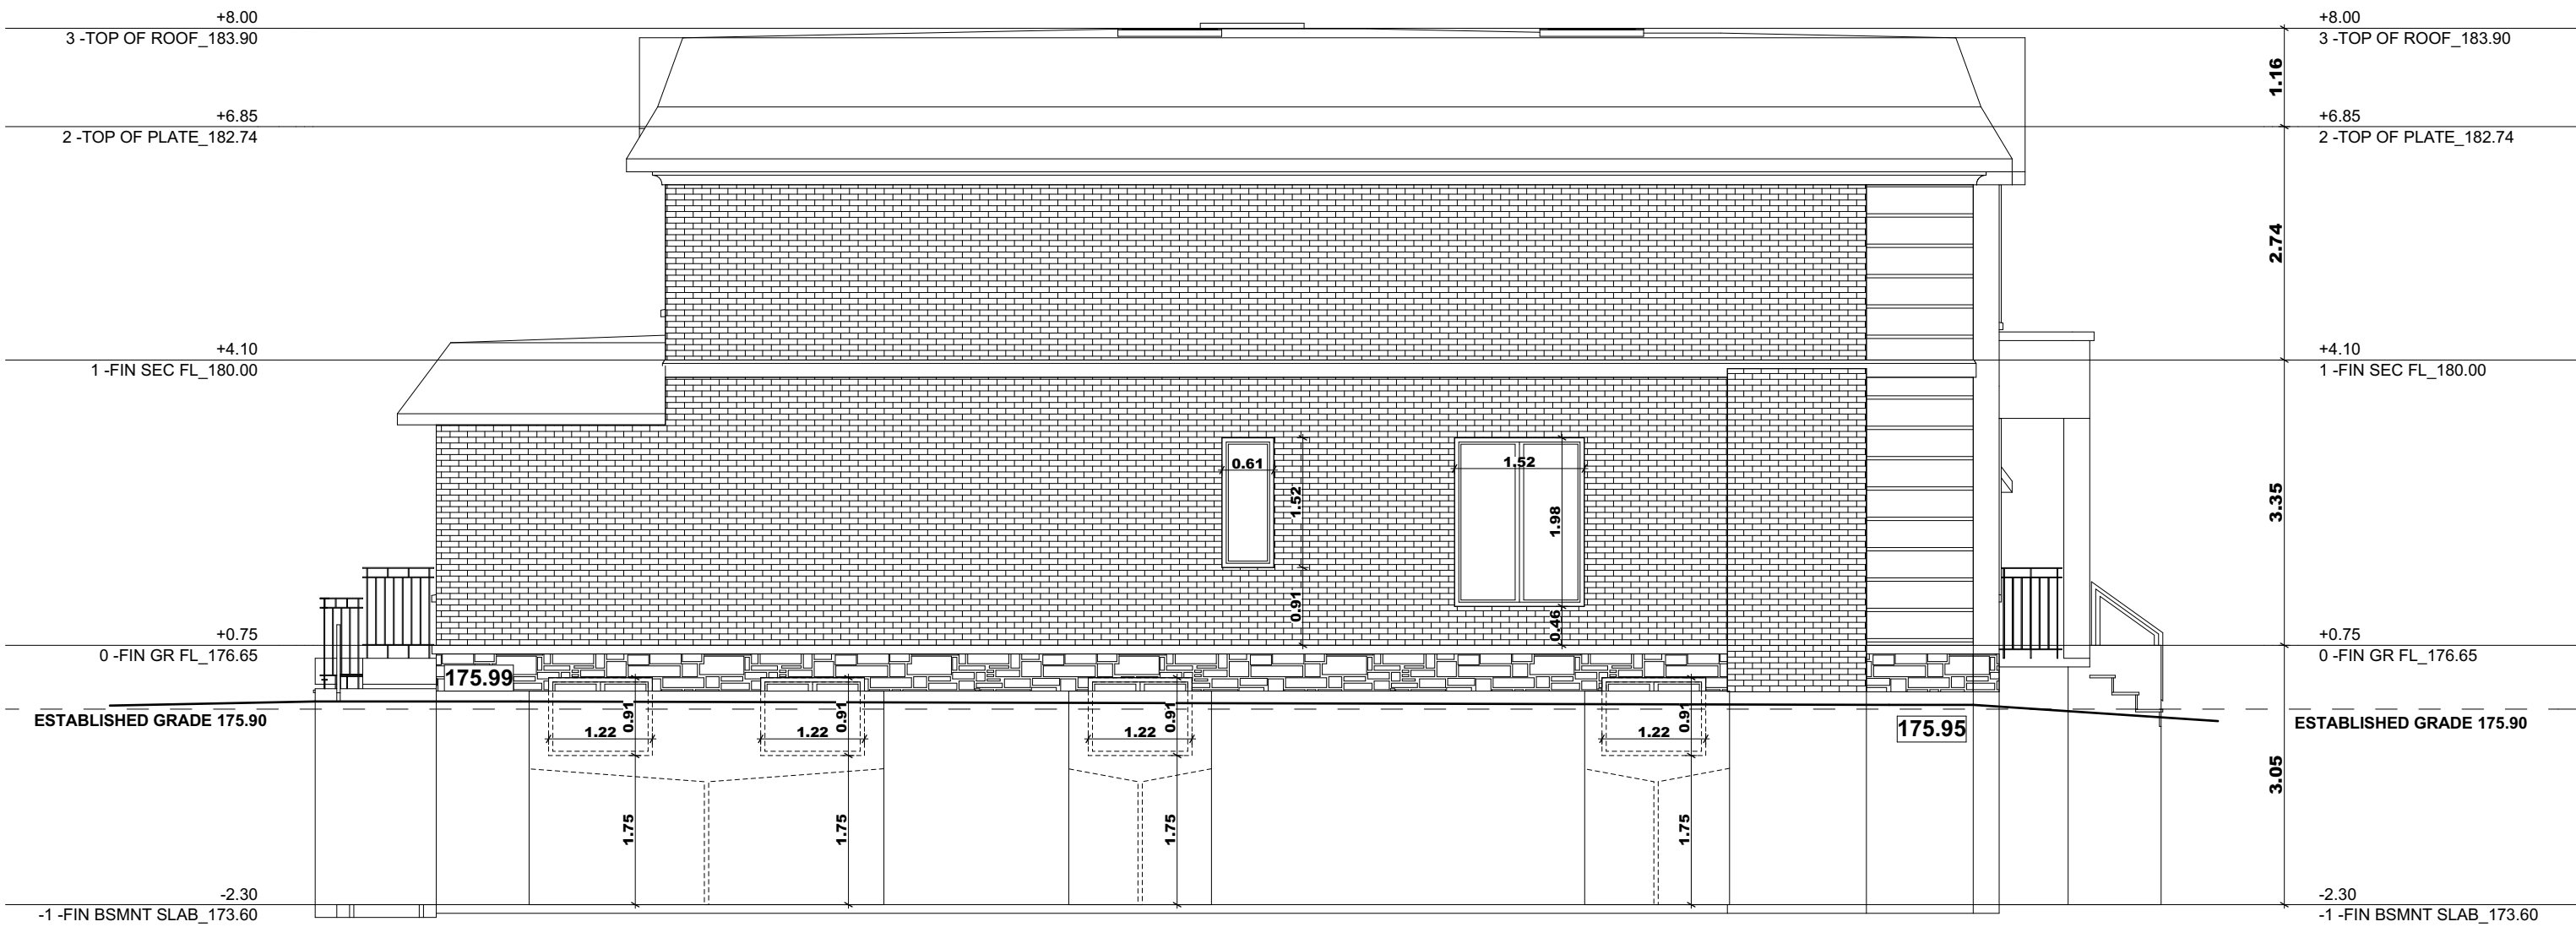 +8.00
3 -TOP OF ROOF_183.90
+8.00
3 -TOP OF ROOF_183.90
1.16
+6.85
2 -TOP OF PLATE_182.74
+6.85
2 -TOP OF PLATE_182.74
2.74
+4.10
1 -FIN SEC FL_180.00
+4.10
1 -FIN SEC FL_180.00
0.61
1.52
1.52
1.98
3.35
0.91
0.46
+0.75
0 -FIN GR FL_176.65
+0.75
0 -FIN GR FL_176.65
175.99
ESTABLISHED GRADE 175.90
ESTABLISHED GRADE 175.90
175.95
1.22
0.91
1.22
0.91
1.22
0.91
1.22
0.91
3.05
1.75
1.75
1.75
1.75
-2.30
-1 -FIN BSMNT SLAB_173.60
-2.30
-1 -FIN BSMNT SLAB_173.60